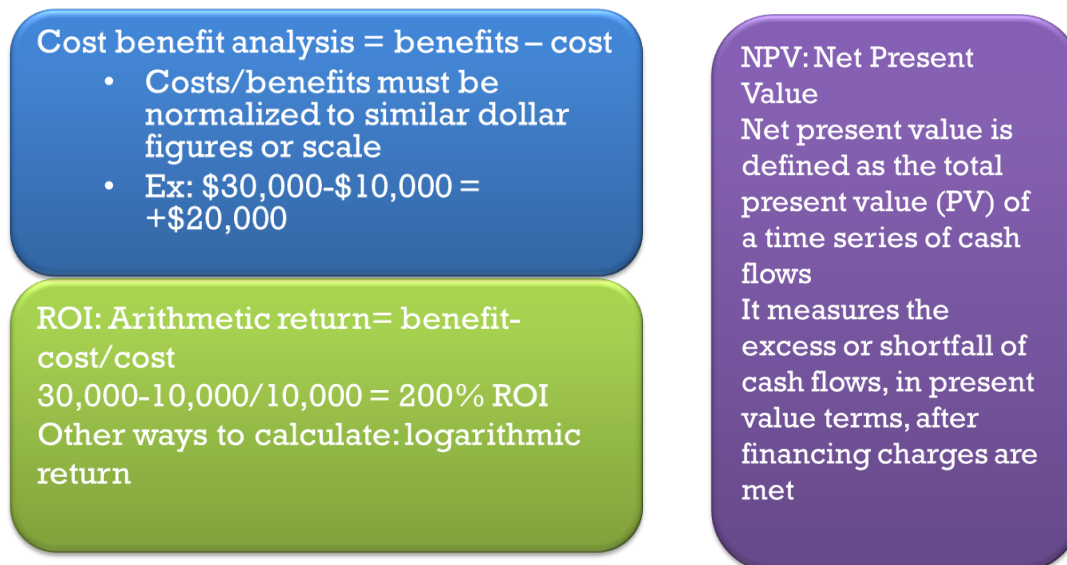 Cost benefit analysis = benefits – cost
• Costs/benefits must be
normalized to similar dollar
figures or scale
• Ex: $30,000-$10,000 =
+$20,000
ROI: Arithmetic return= benefit-
cost/cost
30,000-10,000/10,000 = 200% ROI
Other ways to calculate: logarithmic
return
NPV: Net Present
Value
Net present value is
defined as the total
present value (PV) of
a time series of cash
flows
It measures the
excess or shortfall of
cash flows, in present
value terms, after
financing charges are
met